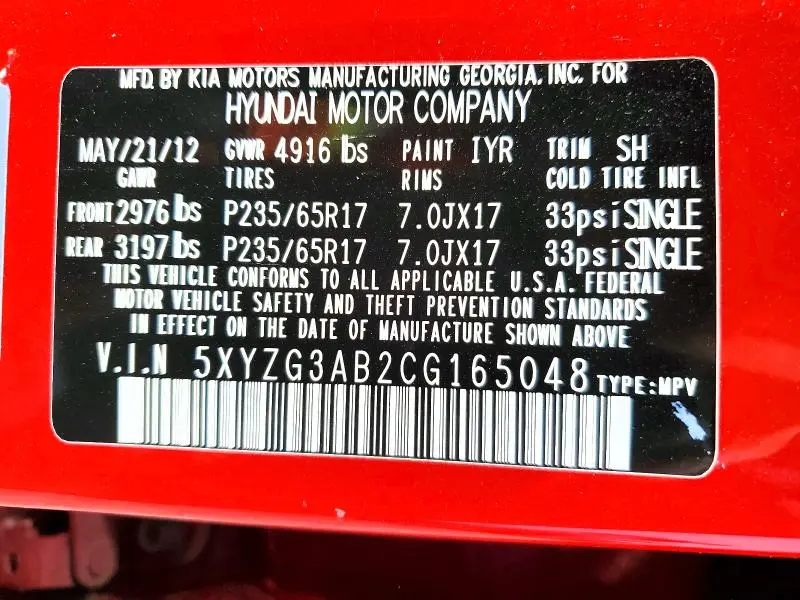 MFD. BY KIA MOTORS MANUFACTURING GEORGIA, INC. FOR
HYUNDAI MOTOR COMPANY
MAY/21/12 GVWR 4916 lbs PAINT IYR TRIM SH
GAWR TIRES RIMS COLD TIRE INFL
FRONT 2976 lbs P235/65R17 7.0JX17 33psi SINGLE
REAR 3197 lbs P235/65R17 7.0JX17 33psi SINGLE
THIS VEHICLE CONFORMS TO ALL APPLICABLE U.S.A. FEDERAL
MOTOR VEHICLE SAFETY AND THEFT PREVENTION STANDARDS
IN EFFECT ON THE DATE OF MANUFACTURE SHOWN ABOVE
V.I.N 5XYZG3AB2CG165048 TYPE:MPV